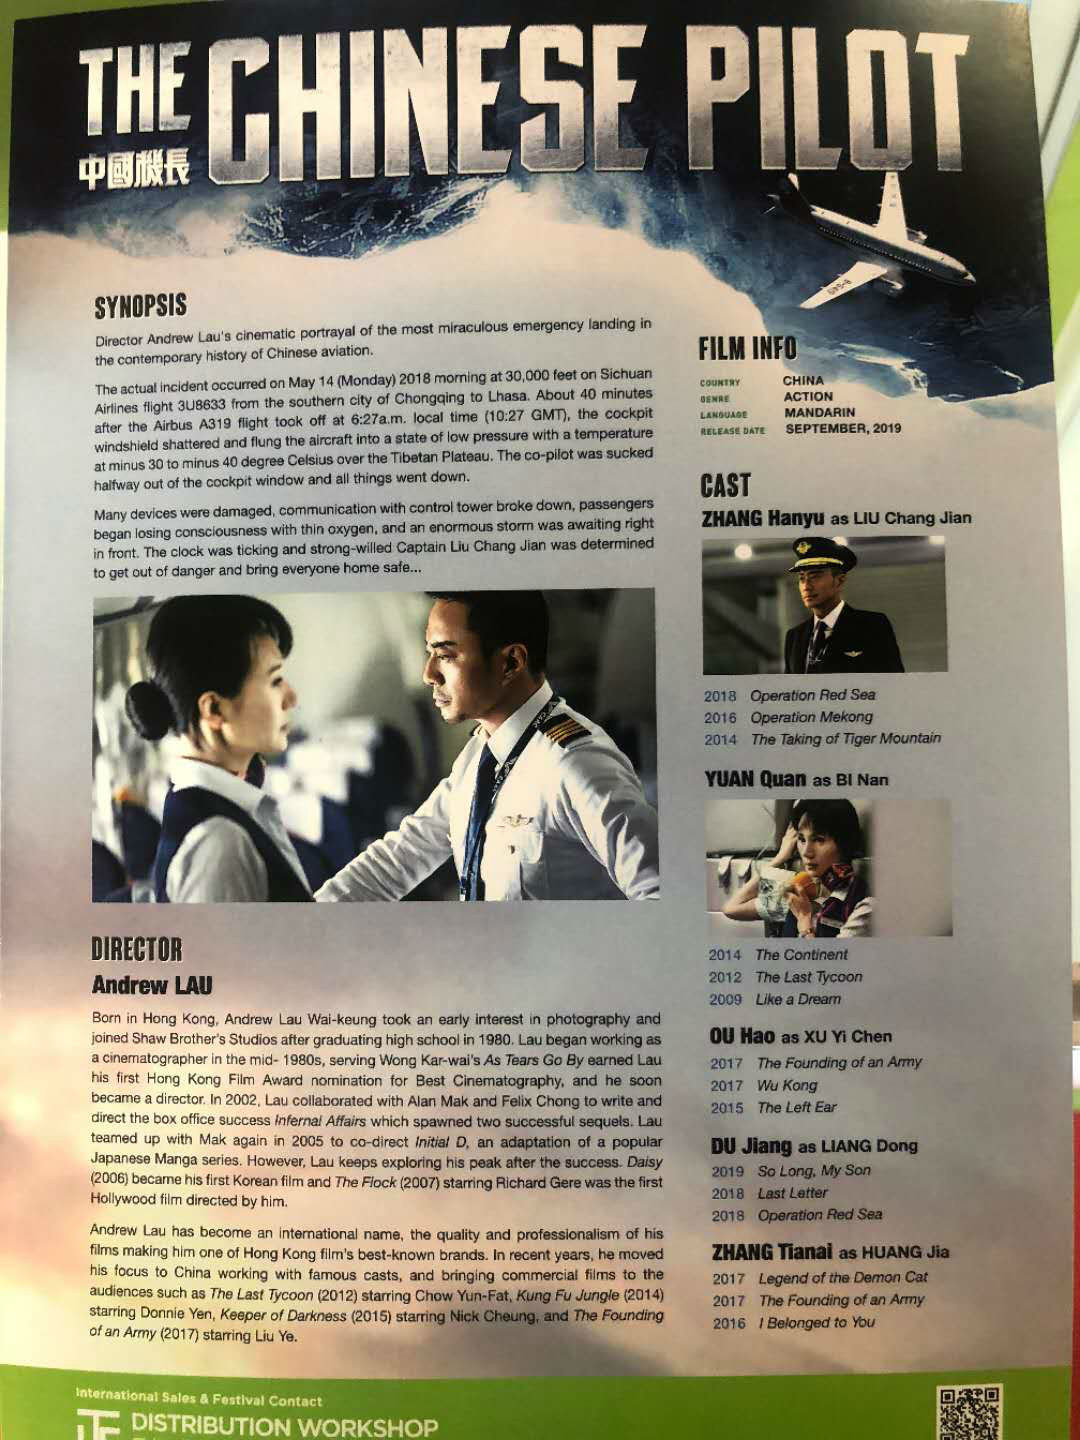 THE CHINESE PILOT
中國機長
SYNOPSIS
Director Andrew Lau's cinematic portrayal of the most miraculous emergency landing in
the contemporary history of Chinese aviation.
The actual incident occurred on May 14 (Monday) 2018 morning at 30,000 feet on Sichuan
Airlines flight 3U8633 from the southern city of Chongqing to Lhasa. About 40 minutes
after the Airbus A319 flight took off at 6:27a.m. local time (10:27 GMT), the cockpit
windshield shattered and flung the aircraft into a state of low pressure with a temperature
at minus 30 to minus 40 degree Celsius over the Tibetan Plateau. The co-pilot was sucked
halfway out of the cockpit window and all things went down.
Many devices were damaged, communication with control tower broke down, passengers
began losing consciousness with thin oxygen, and an enormous storm was awaiting right
in front. The clock was ticking and strong-willed Captain Liu Chang Jian was determined
to get out of danger and bring everyone home safe...
DIRECTOR
Andrew LAU
Born in Hong Kong, Andrew Lau Wai-keung took an early interest in photography and
joined Shaw Brother's Studios after graduating high school in 1980. Lau began working as
a cinematographer in the mid- 1980s, serving Wong Kar-wai's As Tears Go By earned Lau
his first Hong Kong Film Award nomination for Best Cinematography, and he soon
became a director. In 2002, Lau collaborated with Alan Mak and Felix Chong to write and
direct the box office success Infernal Affairs which spawned two successful sequels. Lau
teamed up with Mak again in 2005 to co-direct Initial D, an adaptation of a popular
Japanese Manga series. However, Lau keeps exploring his peak after the success. Daisy
(2006) became his first Korean film and The Flock (2007) starring Richard Gere was the first
Hollywood film directed by him.
Andrew Lau has become an international name, the quality and professionalism of his
films making him one of Hong Kong film's best-known brands. In recent years, he moved
his focus to China working with famous casts, and bringing commercial films to the
audiences such as The Last Tycoon (2012) starring Chow Yun-Fat, Kung Fu Jungle (2014)
starring Donnie Yen, Keeper of Darkness (2015) starring Nick Cheung, and The Founding
of an Army (2017) starring Liu Ye.
FILM INFO
COUNTRY CHINA
GENRE ACTION
LANGUAGE MANDARIN
RELEASE DATE SEPTEMBER, 2019
CAST
ZHANG Hanyu as LIU Chang Jian
2018 Operation Red Sea
2016 Operation Mekong
2014 The Taking of Tiger Mountain
YUAN Quan as BI Nan
2014 The Continent
2012 The Last Tycoon
2009 Like a Dream
OU Hao as XU Yi Chen
2017 The Founding of an Army
2017 Wu Kong
2015 The Left Ear
DU Jiang as LIANG Dong
2019 So Long, My Son
2018 Last Letter
2018 Operation Red Sea
ZHANG Tianai as HUANG Jia
2017 Legend of the Demon Cat
2017 The Founding of an Army
2016 I Belonged to You
International Sales & Festival Contact
DISTRIBUTION WORKSHOP